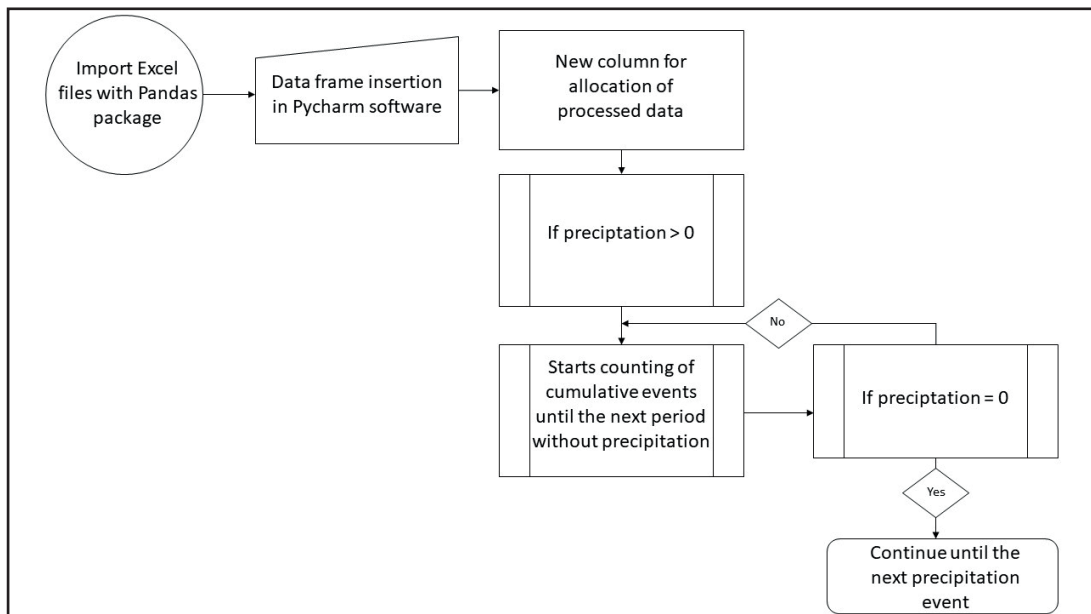 Import Excel
files with Pandas
package
Data frame insertion
in Pycharm software
New column for
allocation of
processed data
If preciptation > 0
No
Starts counting of
cumulative events
until the next period
without precipitation
If preciptation = 0
Yes
Continue until the
next precipitation
event